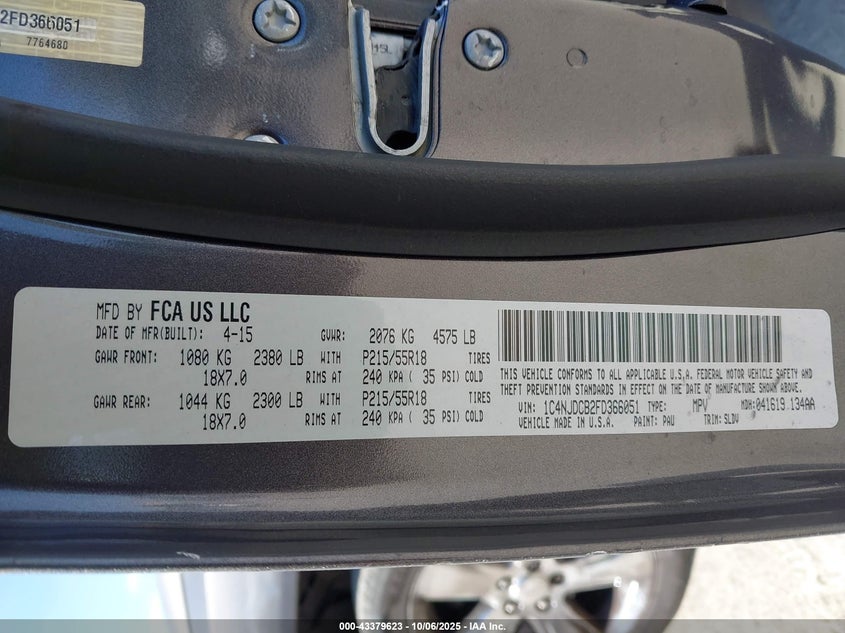 2FD366051
7764680
MFD BY FCA US LLC
DATE OF MFR(BUILT): 4-15 GVWR: 2076 KG 4575 LB
GAWR FRONT: 1080 KG 2380 LB WITH P215/55R18 TIRES
18X7.0 RIMS AT 240 KPA ( 35 PSI) COLD
GAWR REAR: 1044 KG 2300 LB WITH P215/55R18 TIRES
18X7.0 RIMS AT 240 KPA ( 35 PSI) COLD
THIS VEHICLE CONFORMS TO ALL APPLICABLE U.S.A. FEDERAL MOTOR VEHICLE SAFETY AND
THEFT PREVENTION STANDARDS IN EFFECT ON THE DATE OF MANUFACTURE SHOWN ABOVE.
VIN: 1C4NJDCB2FD366051 TYPE: MPV MDH: 041619 134AA
VEHICLE MADE IN U.S.A. PAINT: PAU TRIM: SLDV
000-43379623 - 10/06/2025 - IAA Inc.